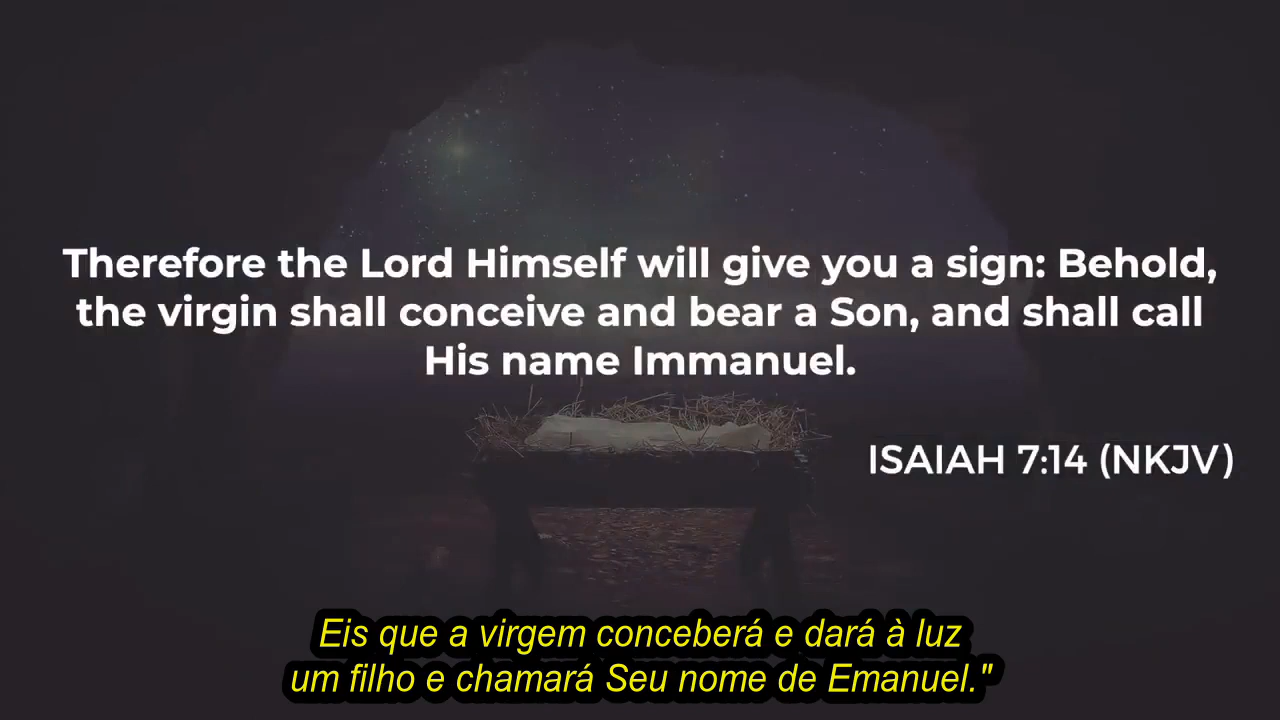 Therefore the Lord Himself will give you a sign: Behold,
the virgin shall conceive and bear a Son, and shall call
His name Immanuel.
ISAIAH 7:14 (NKJV)
Eis que a virgem conceberá e dará à luz
um filho e chamará Seu nome de Emanuel."